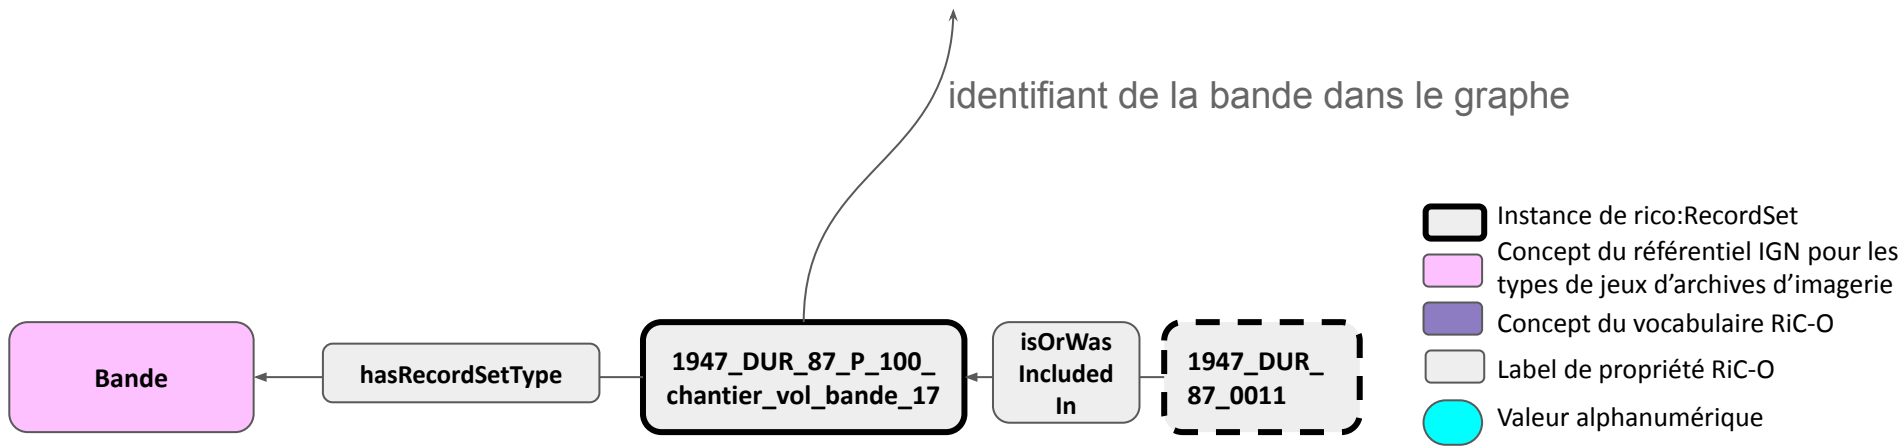 identifiant de la bande dans le graphe
Bande
hasRecordSetType
1947_DUR_87_P_100_
chantier_vol_bande_17
isOrWas
Included
In
1947_DUR_
87_0011
Instance de rico:RecordSet
Concept du référentiel IGN pour les
types de jeux d’archives d’imagerie
Concept du vocabulaire RiC-O
Label de propriété RiC-O
Valeur alphanumérique